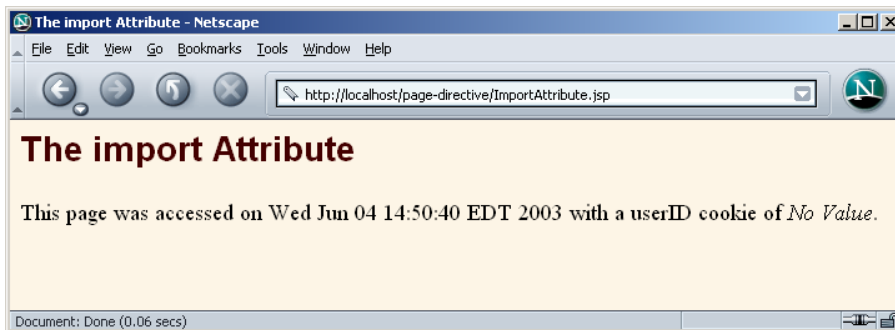 The import Attribute - Netscape
File Edit View Go Bookmarks Tools Window Help
http://localhost/page-directive/ImportAttribute.jsp
N
The import Attribute
This page was accessed on Wed Jun 04 14:50:40 EDT 2003 with a userID cookie of No Value.
Document: Done (0.06 secs)